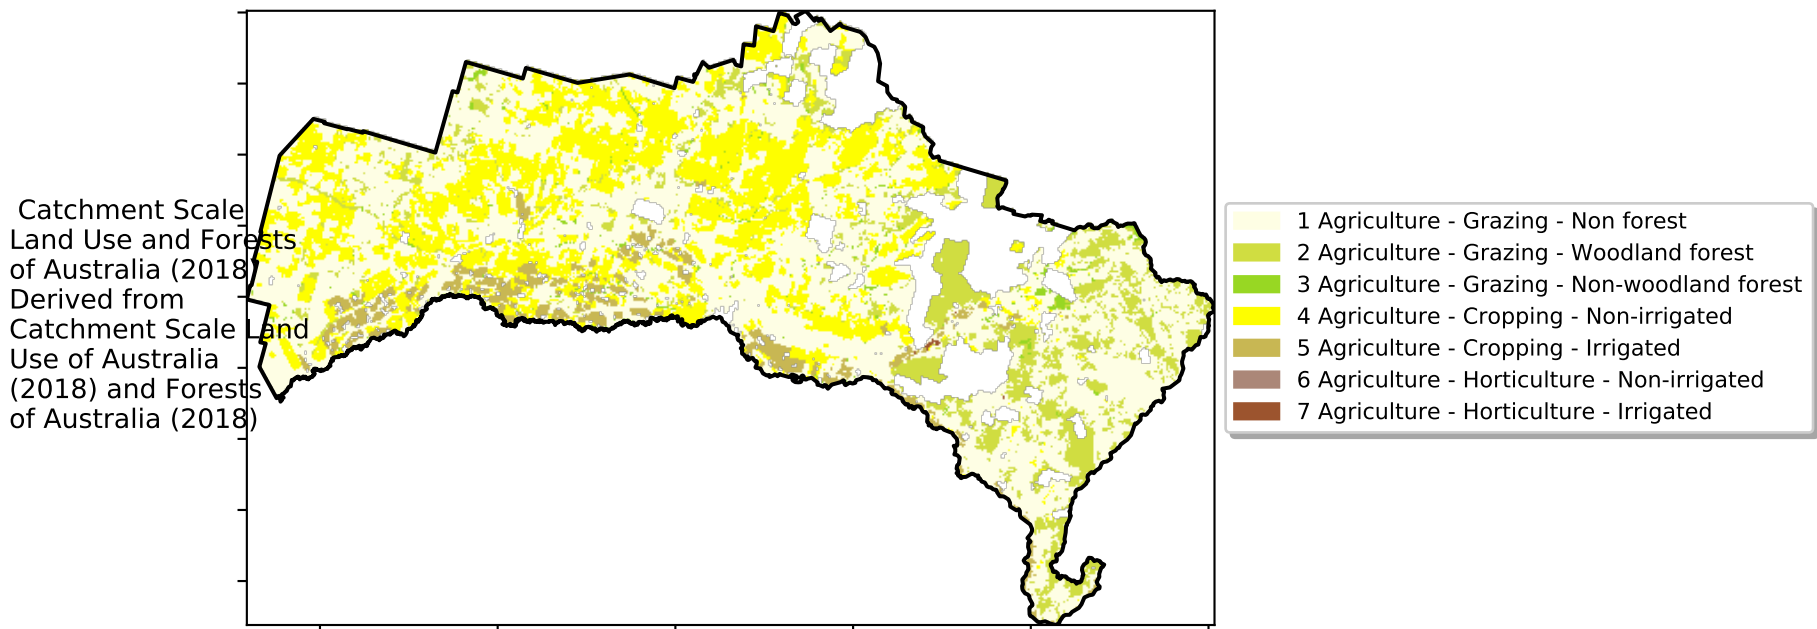 Catchment Scale
Land Use and Forests
of Australia (2018)
Derived from
Catchment Scale Land
Use of Australia
(2018) and Forests
of Australia (2018)
1 Agriculture - Grazing - Non forest
2 Agriculture - Grazing - Woodland forest
3 Agriculture - Grazing - Non-woodland forest
4 Agriculture - Cropping - Non-irrigated
5 Agriculture - Cropping - Irrigated
6 Agriculture - Horticulture - Non-irrigated
7 Agriculture - Horticulture - Irrigated